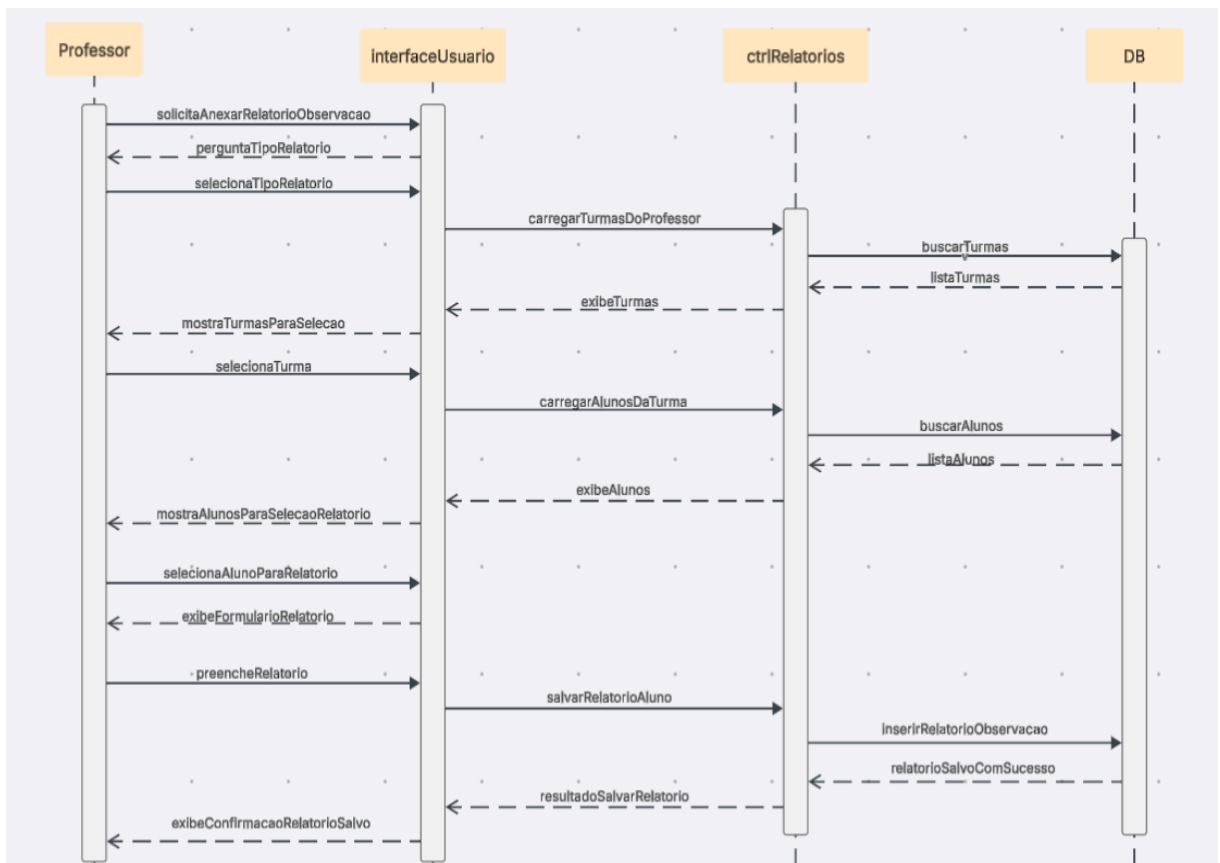 Professor
interfaceUsuario
ctrlRelatorios
DB
solicitaAnexarRelatorioObservacao
perguntaTipoRelatorio
selecionaTipoRelatorio
carregarTurmasDoProfessor
buscarTurmas
listaTurmas
exibeTurmas
mostraTurmasParaSelecao
selecionaTurma
carregarAlunosDaTurma
buscarAlunos
listaAlunos
exibeAlunos
mostraAlunosParaSelecaoRelatorio
selecionaAlunoParaRelatorio
exibeFormularioRelatorio
preencheRelatorio
salvarRelatorioAluno
inserirRelatorioObservacao
relatorioSalvoComSucesso
resultadoSalvarRelatorio
exibeConfirmacaoRelatorioSalvo